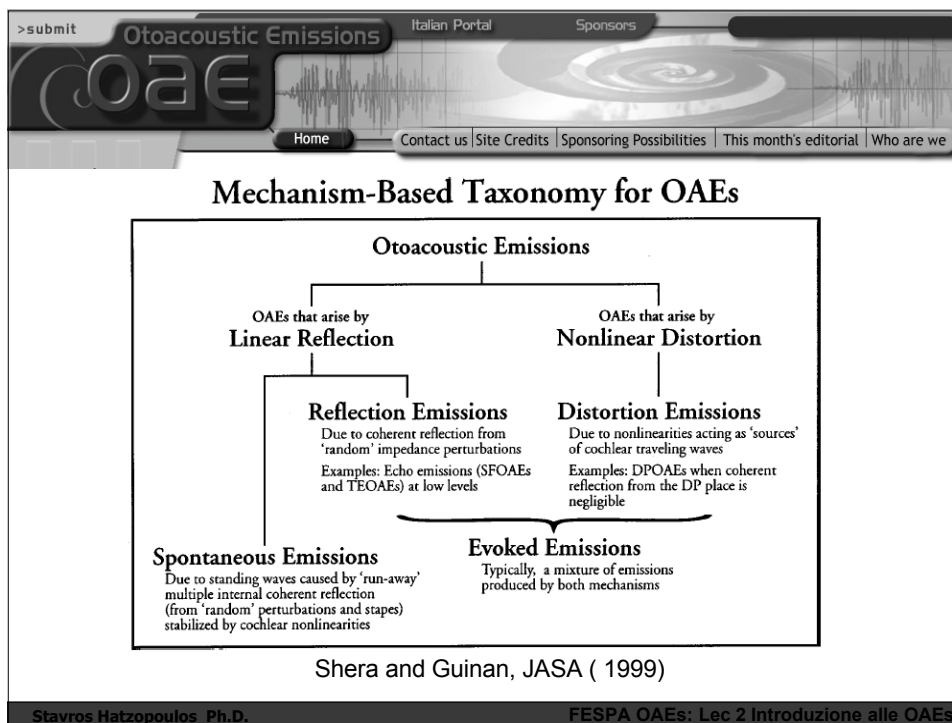 >submit
Italian Portal
Sponsors
Otoacoustic Emissions
oae
Home
Contact us | Site Credits | Sponsoring Possibilities | This month's editorial | Who are we
Mechanism-Based Taxonomy for OAEs
Otoacoustic Emissions
OAEs that arise by
Linear Reflection
OAEs that arise by
Nonlinear Distortion
Reflection Emissions
Due to coherent reflection from
'random' impedance perturbations
Examples: Echo emissions (SFOAEs
and TEOAEs) at low levels
Distortion Emissions
Due to nonlinearities acting as 'sources'
of cochlear traveling waves
Examples: DPOAEs when coherent
reflection from the DP place is
negligible
Spontaneous Emissions
Due to standing waves caused by 'run-away'
multiple internal coherent reflection
(from 'random' perturbations and stapes)
stabilized by cochlear nonlinearities
Evoked Emissions
Typically, a mixture of emissions
produced by both mechanisms
Shera and Guinan, JASA ( 1999)
Stavros Hatzopoulos Ph.D.
FESPA OAEs: Lec 2 Introduzione alle OAEs